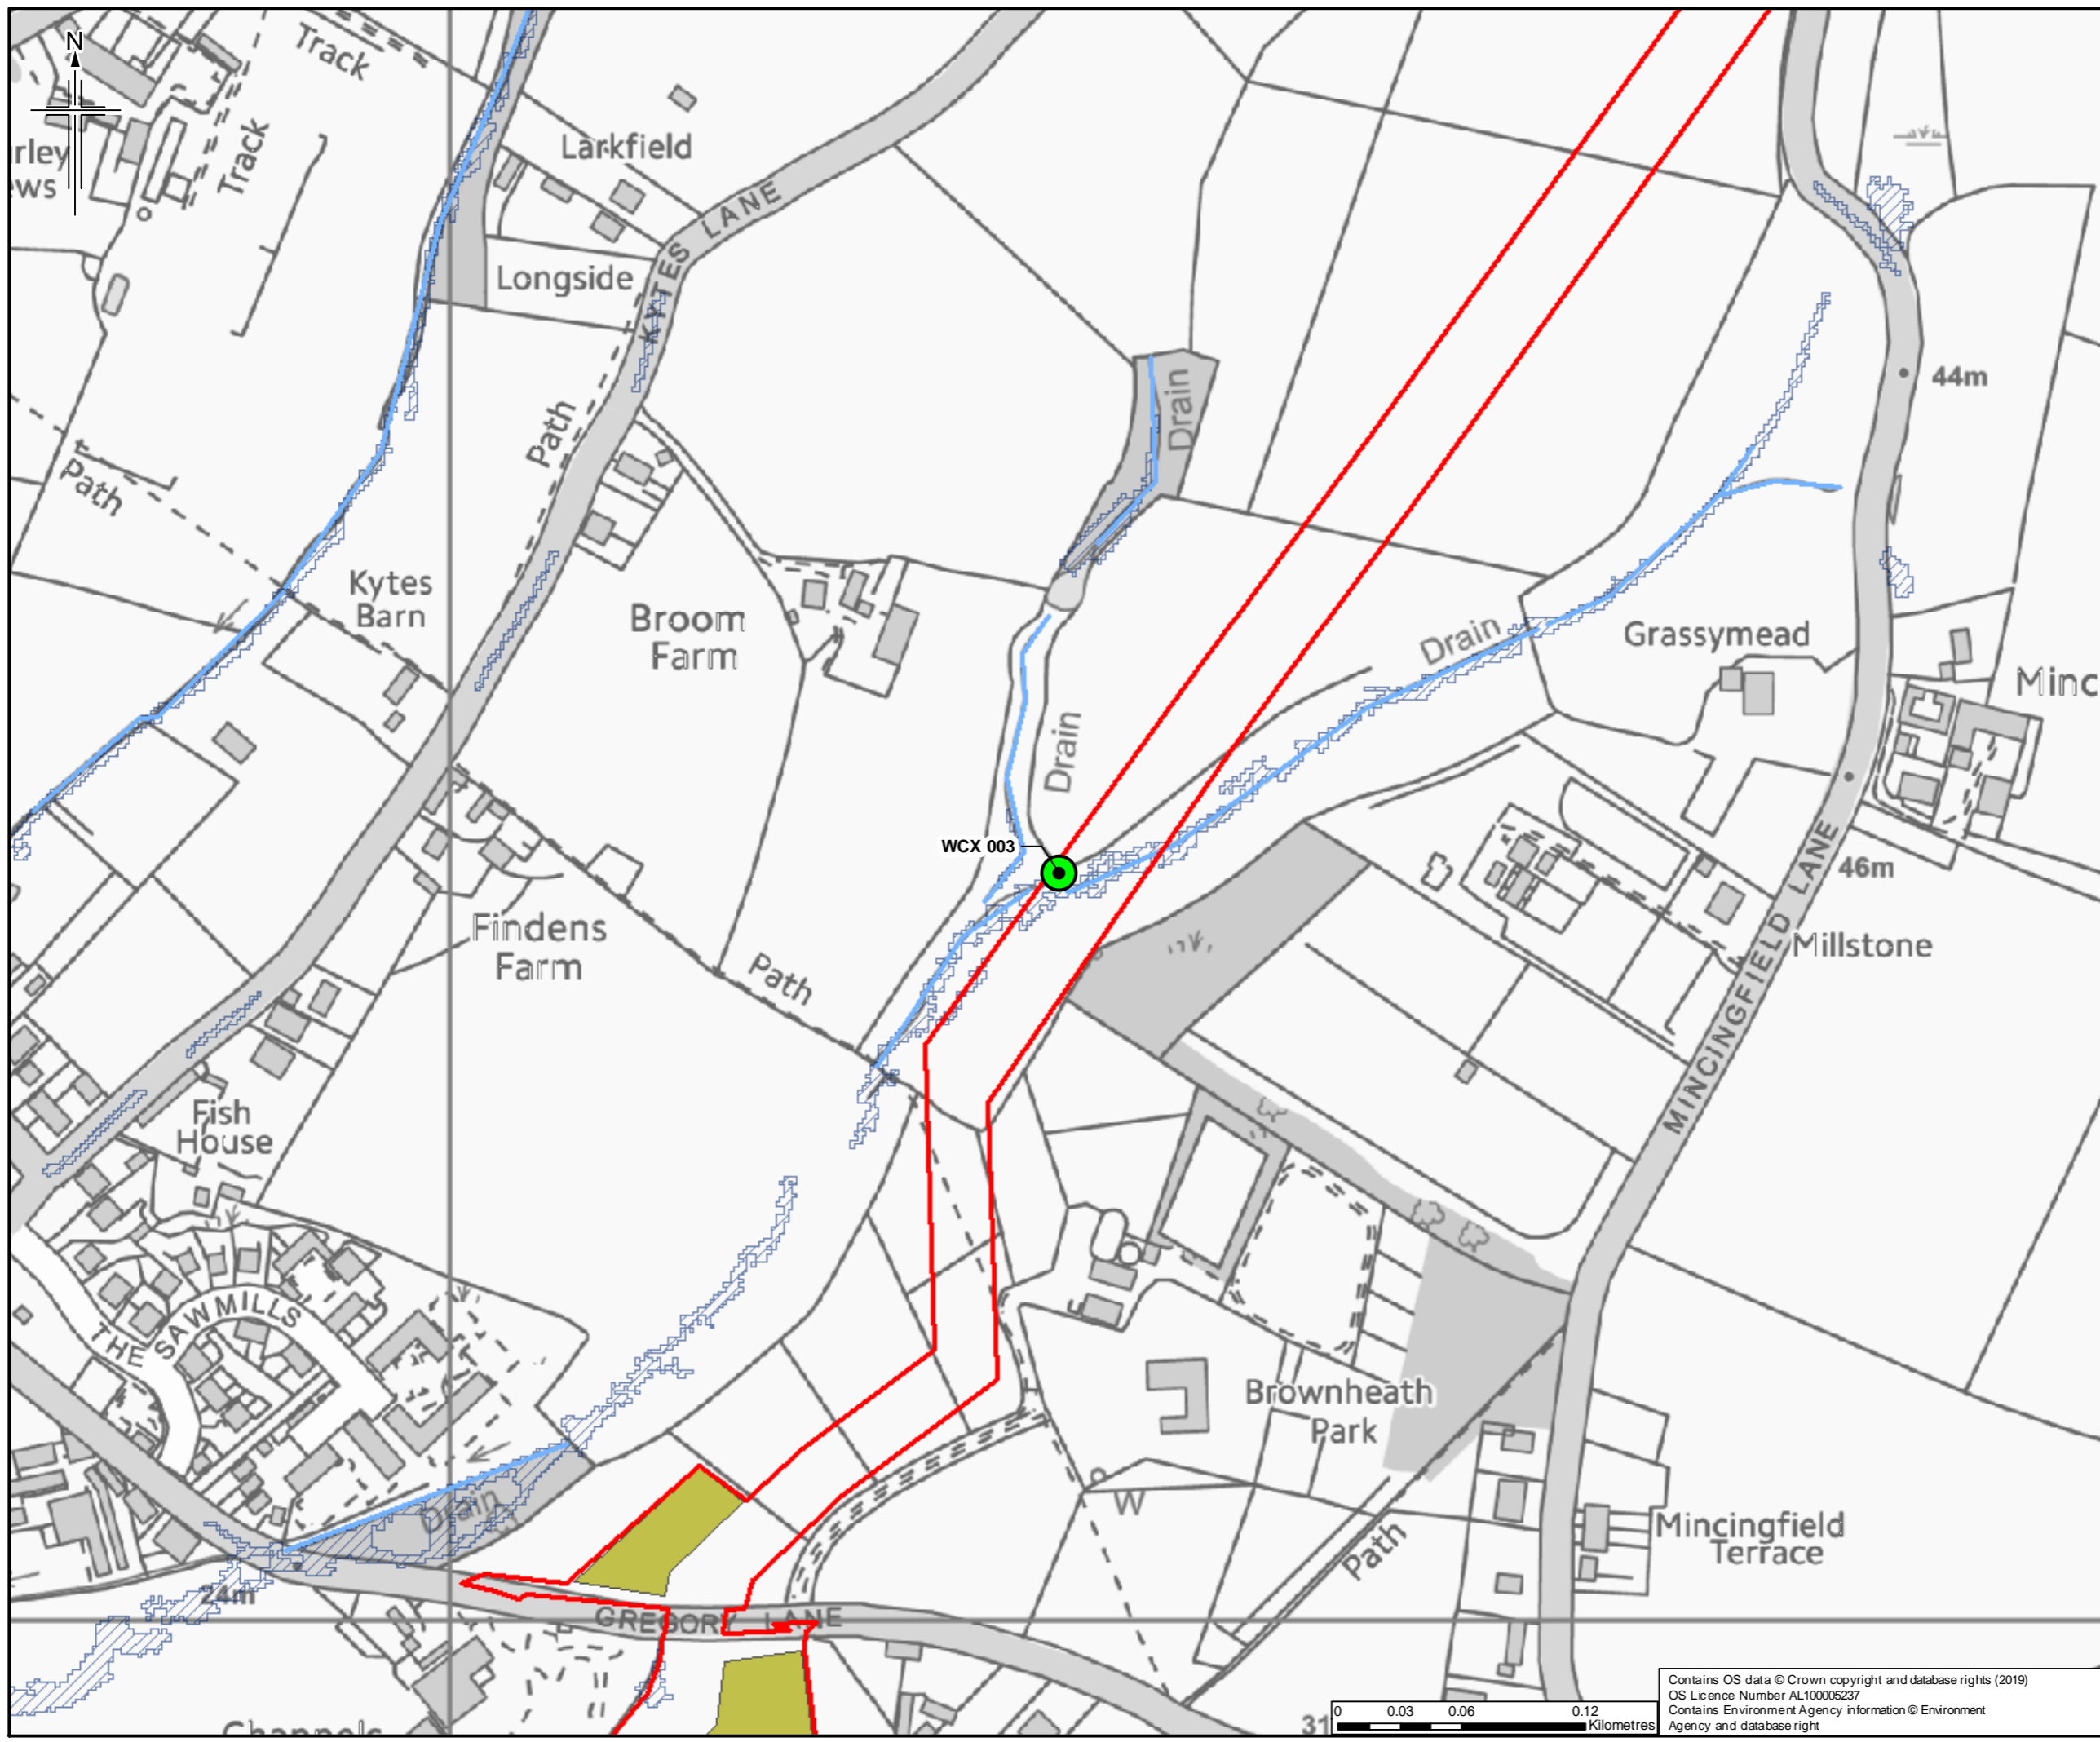 N
Track
Track
Larkfield
rley
ws
KYTES LANE
Longside
KYTES
Drain
44m
Path
Path
Kytes
Barn
Broom
Farm
Drain
Grassymead
Minc
Drain
WCX 003
MINCINGFIELD LANE
46m
Findens
Farm
Path
Millstone
Fish
House
THE SAWMILLS
Brownheath
Park
Drain
W
Path
Mincingfield
Terrace
24m
GREGORY LANE
Channels
31
0 0.03 0.06 0.12
Kilometres
Contains OS data © Crown copyright and database rights (2019)
OS Licence Number AL100005237
Contains Environment Agency information © Environment
Agency and database right